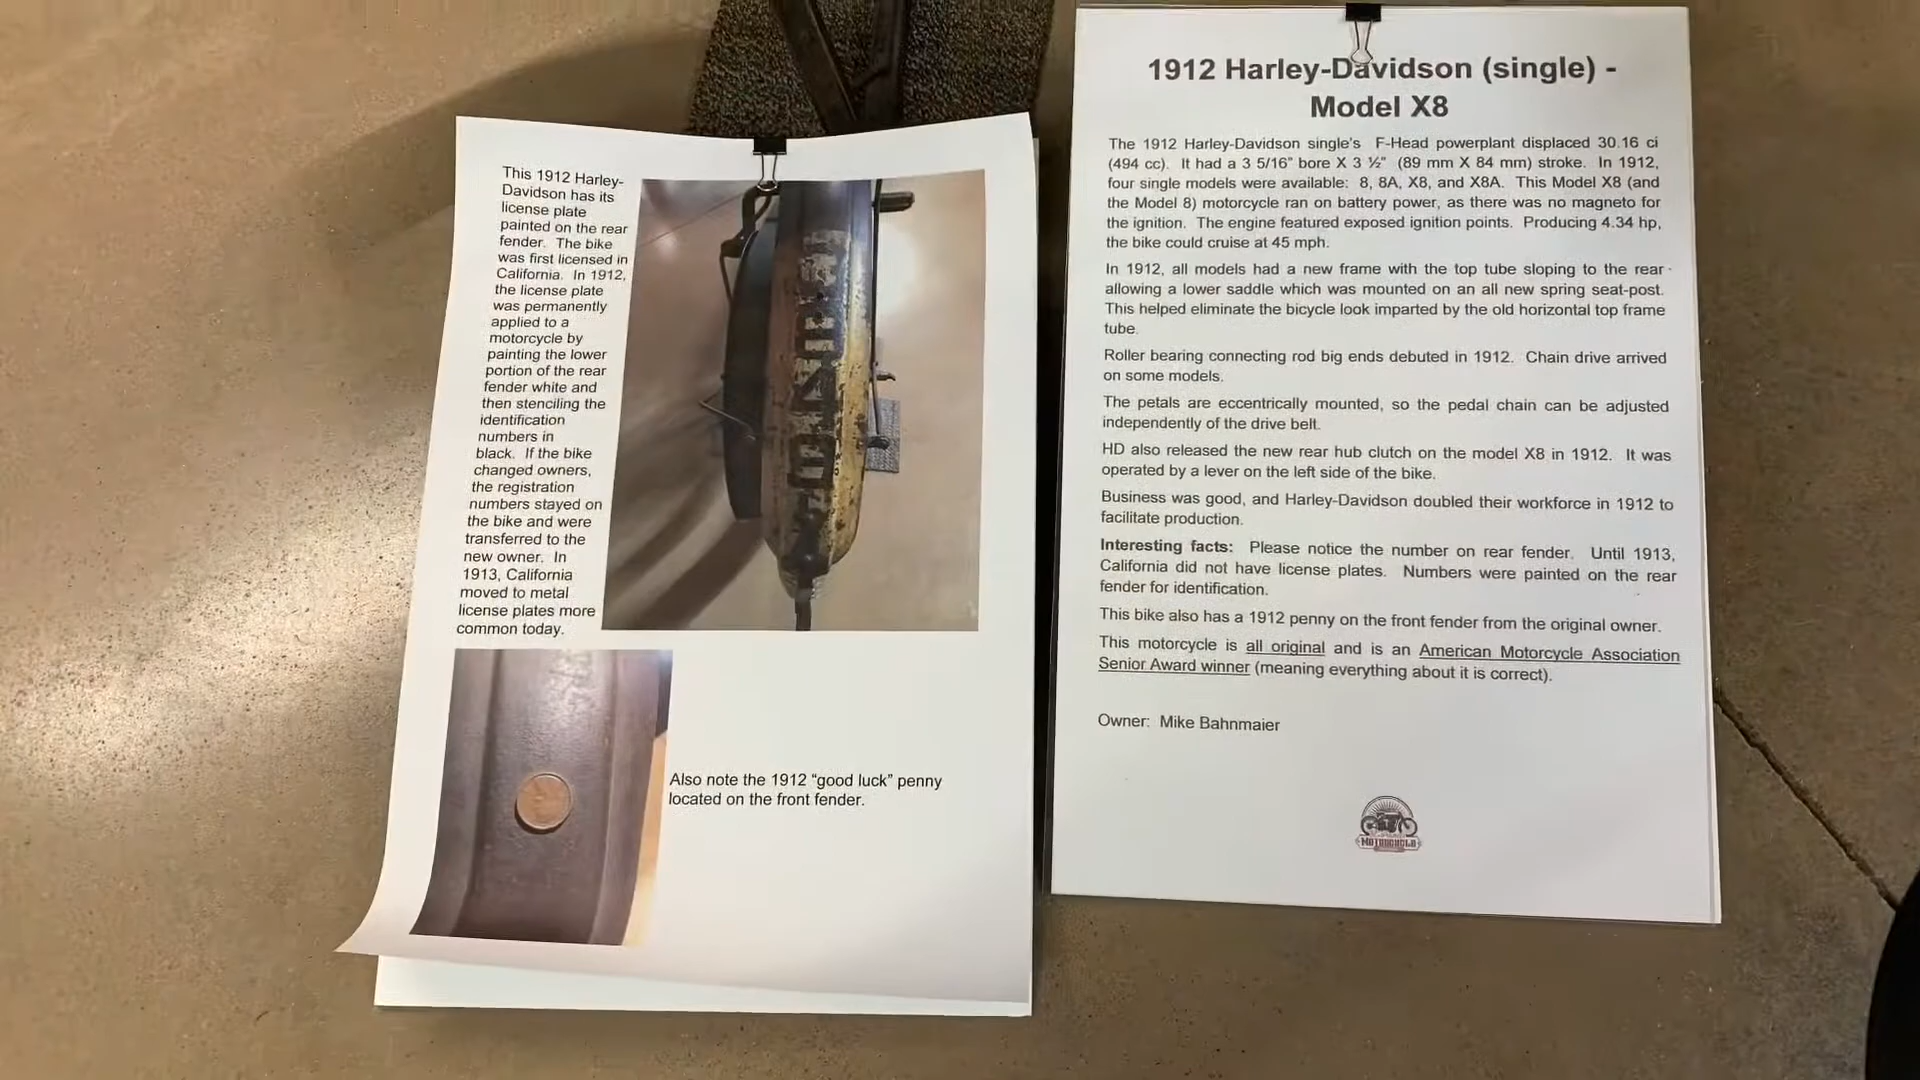 This 1912 Harley-
Davidson has its
license plate
painted on the rear
fender. The bike
was first licensed in
California. In 1912,
the license plate
was permanently
applied to a
motorcycle by
painting the lower
portion of the rear
fender white and
then stenciling the
identification
numbers in
black. If the bike
changed owners,
the registration
numbers stayed on
the bike and were
transferred to the
new owner. In
1913, California
moved to metal
license plates more
common today.
Also note the 1912 “good luck” penny
located on the front fender.
1912 Harley-Davidson (single) -
Model X8
The 1912 Harley-Davidson single's F-Head powerplant displaced 30.16 ci
(494 cc). It had a 3 5/16” bore X 3 ½” (89 mm X 84 mm) stroke. In 1912,
four single models were available: 8, 8A, X8, and X8A. This Model X8 (and
the Model 8) motorcycle ran on battery power, as there was no magneto for
the ignition. The engine featured exposed ignition points. Producing 4.34 hp,
the bike could cruise at 45 mph.
In 1912, all models had a new frame with the top tube sloping to the rear
allowing a lower saddle which was mounted on an all new spring seat-post.
This helped eliminate the bicycle look imparted by the old horizontal top frame
tube.
Roller bearing connecting rod big ends debuted in 1912. Chain drive arrived
on some models.
The petals are eccentrically mounted, so the pedal chain can be adjusted
independently of the drive belt.
HD also released the new rear hub clutch on the model X8 in 1912. It was
operated by a lever on the left side of the bike.
Business was good, and Harley-Davidson doubled their workforce in 1912 to
facilitate production.
Interesting facts: Please notice the number on rear fender. Until 1913,
California did not have license plates. Numbers were painted on the rear
fender for identification.
This bike also has a 1912 penny on the front fender from the original owner.
This motorcycle is all original and is an American Motorcycle Association
Senior Award winner (meaning everything about it is correct).
Owner: Mike Bahnmaier
MOTORCYCLE